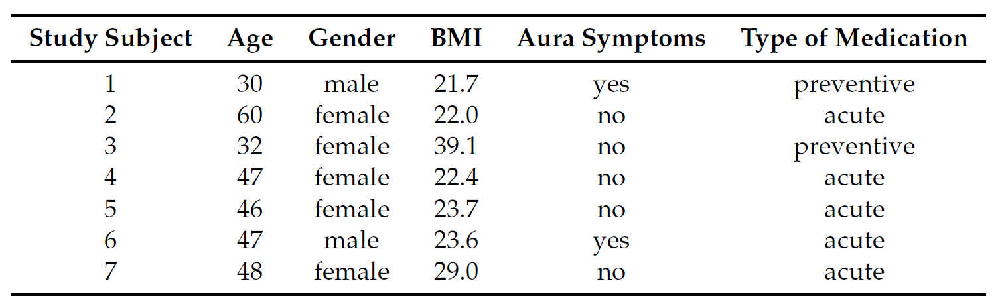 Study Subject Age Gender BMI Aura Symptoms Type of Medication
1 30 male 21.7 yes preventive
2 60 female 22.0 no acute
3 32 female 39.1 no preventive
4 47 female 22.4 no acute
5 46 female 23.7 no acute
6 47 male 23.6 yes acute
7 48 female 29.0 no acute